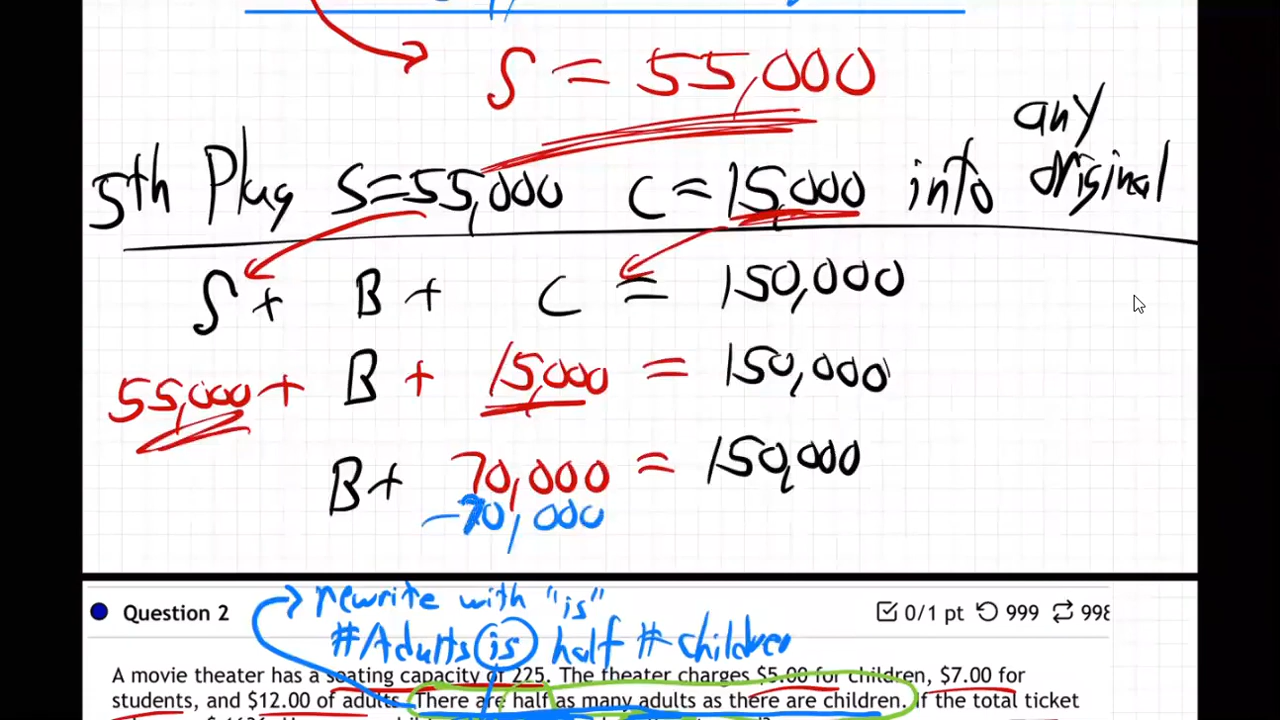 S = 55,000
any
5th Plug S=55,000 C=15,000 into original
S + B + C = 150,000
55,000 + B + 15,000 = 150,000
B + 70,000 = 150,000
-70,000
rewrite with "is"
Question 2 0/1 pt 999 998
#Adults is half # children
A movie theater has a seating capacity of 225. The theater charges $5.00 for children, $7.00 for
students, and $12.00 of adults. There are half as many adults as there are children. If the total ticket